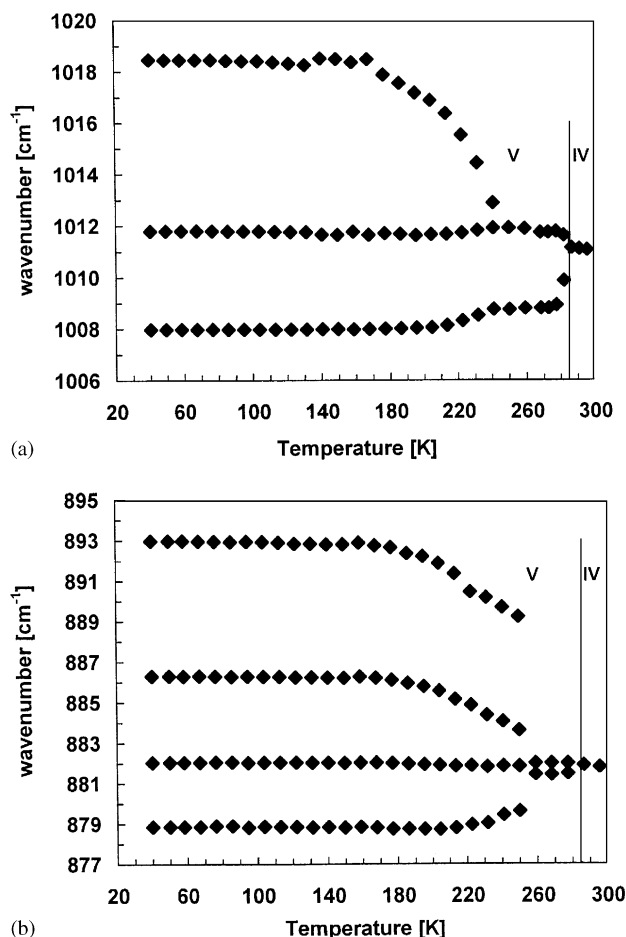 1020
1018
1016
1014
1012
1010
1008
1006
wavenumber [cm-1]
V
IV
20 60 100 140 180 220 260 300
Temperature [K]
(a)
895
893
891
889
886
885
882
881
879
877
wavenumber [cm-1]
V
IV
20 60 100 140 180 220 260 300
Temperature [K]
(b)